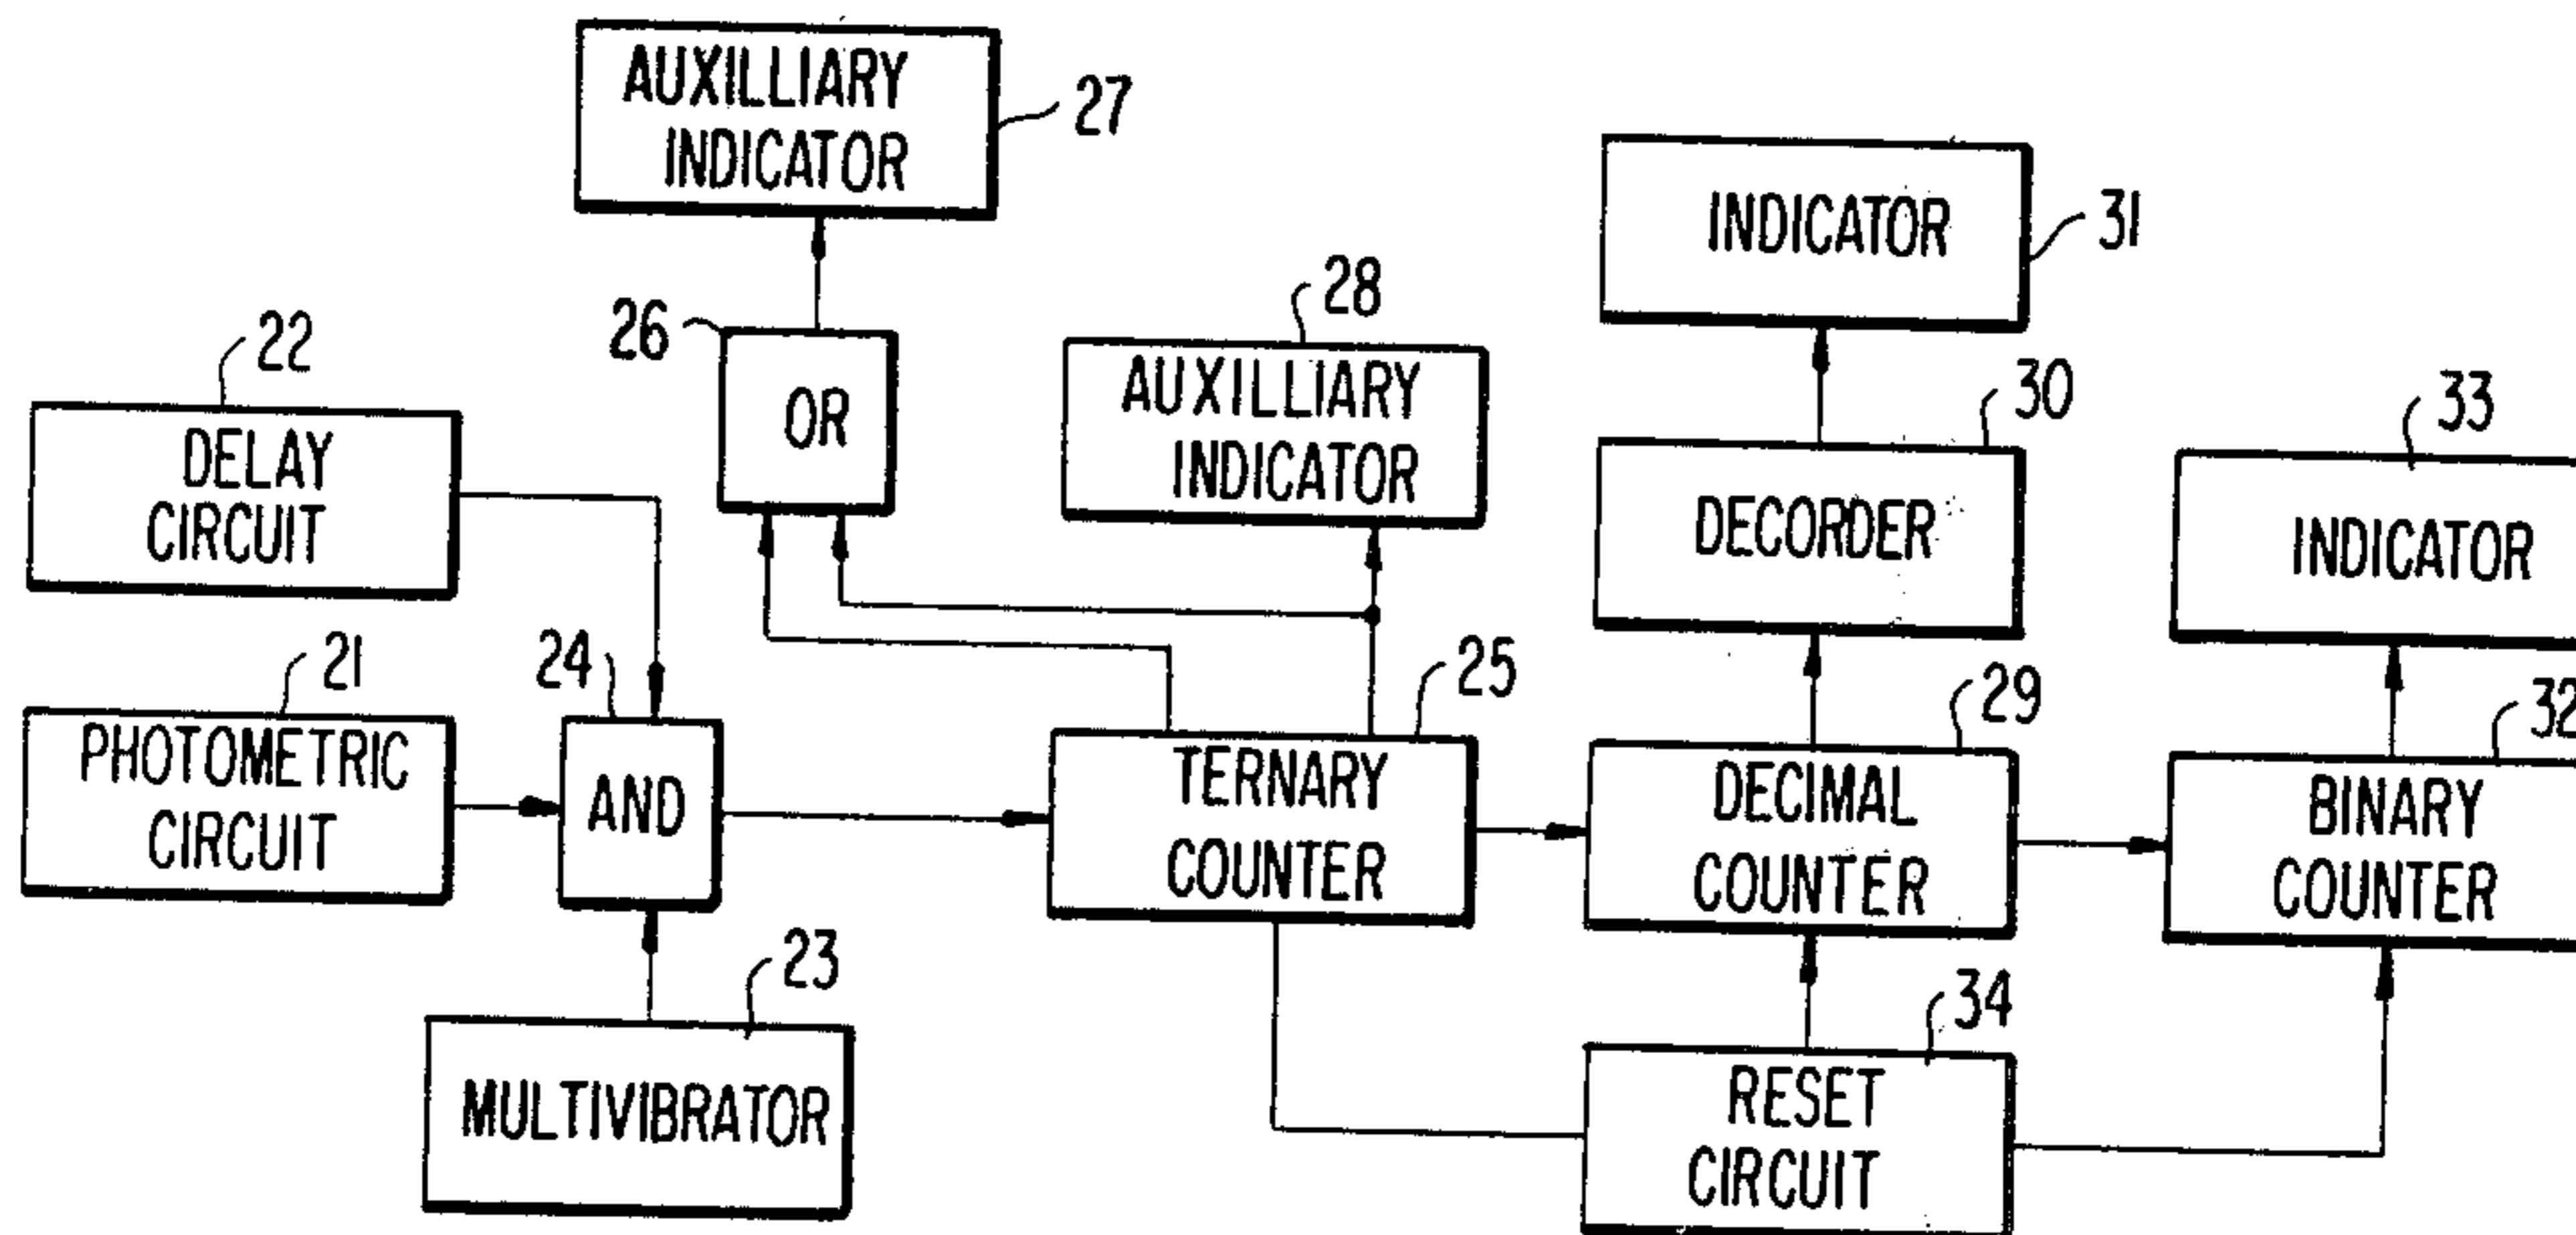 AUXILLIARY
INDICATOR
27
INDICATOR
31
26
OR
28
AUXILLIARY
INDICATOR
22
DELAY
CIRCUIT
30
DECORDER
33
INDICATOR
21
PHOTOMETRIC
CIRCUIT
24
AND
25
TERNARY
COUNTER
29
DECIMAL
COUNTER
32
BINARY
COUNTER
23
MULTIVIBRATOR
34
RESET
CIRCUIT